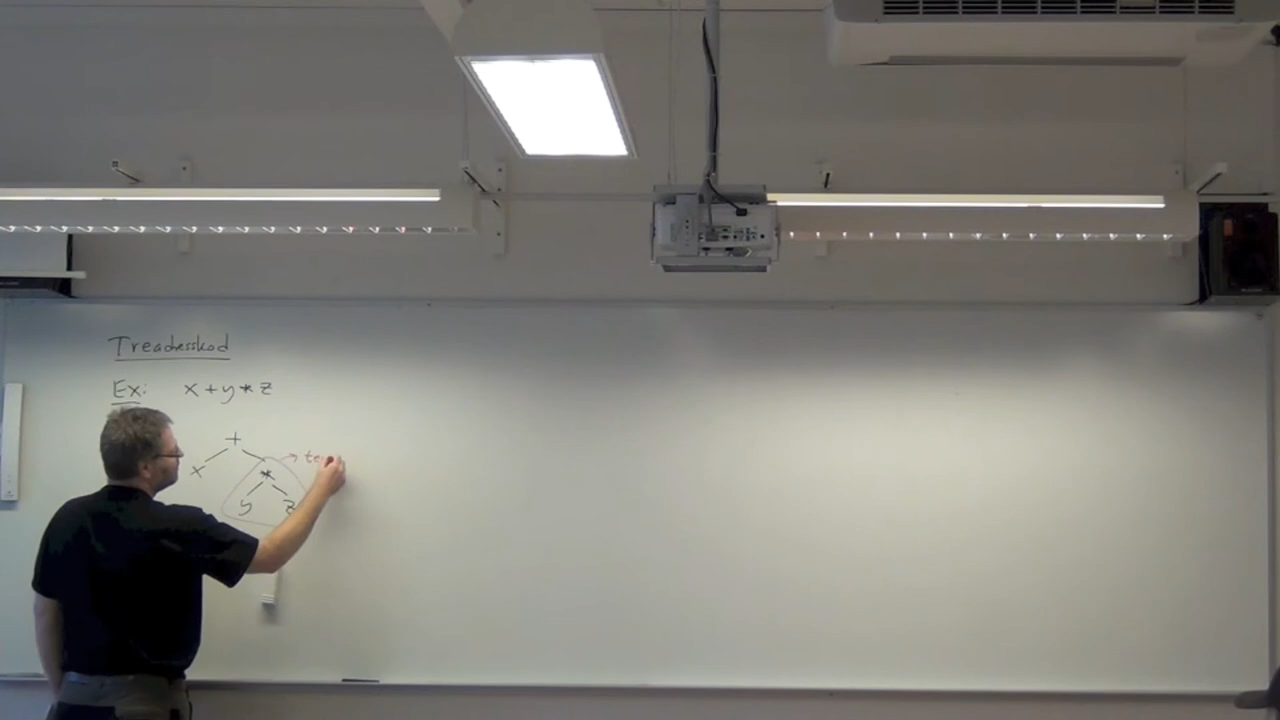 Treadresskod
Ex: x + y * z
+
x *
y z